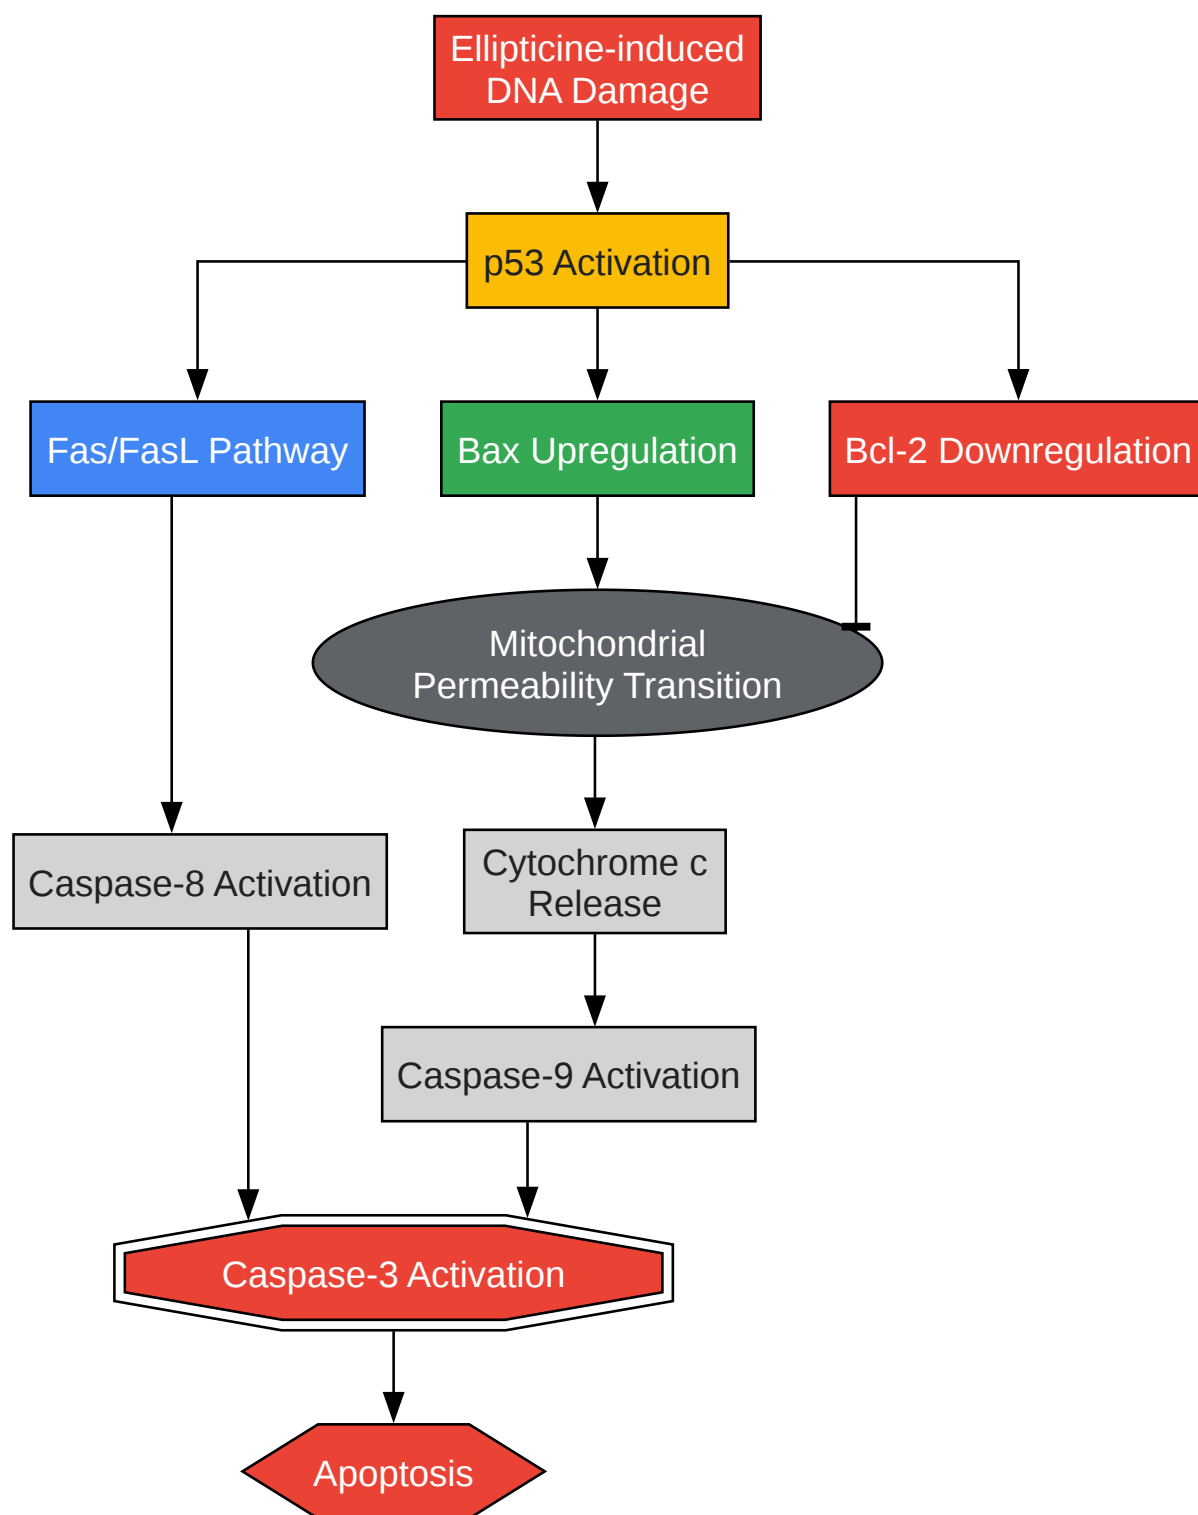 Ellipticine-induced
DNA Damage
p53 Activation
Fas/FasL Pathway
Bax Upregulation
Bcl-2 Downregulation
Mitochondrial
Permeability Transition
Caspase-8 Activation
Cytochrome c
Release
Caspase-9 Activation
Caspase-3 Activation
Apoptosis